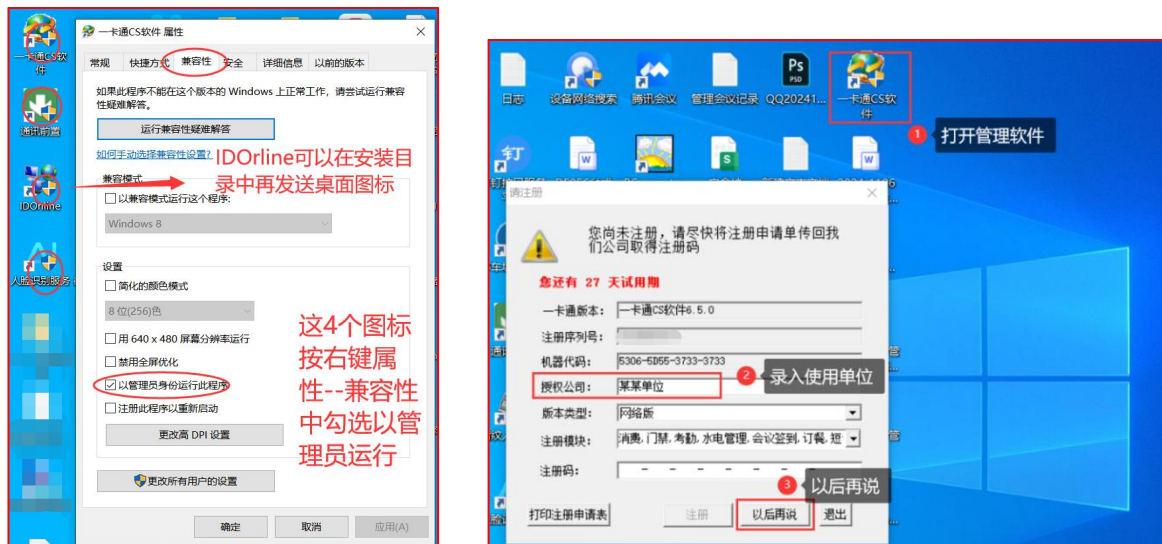 一卡通CS软
件
通讯前置
IDOnline
人脸识别服务
一卡通CS软件 属性
常规 快捷方式 兼容性 安全 详细信息 以前的版本
如果此程序不能在这个版本的 Windows 上正常工作，请尝试运行兼容
性疑难解答。
运行兼容性疑难解答
如何手动选择兼容性设置?
IDOrline可以在安装目
录中再发送桌面图标
兼容模式
以兼容模式运行这个程序:
Windows 8
设置
简化的颜色模式
8 位(256)色
用 640 x 480 屏幕分辨率运行
禁用全屏优化
以管理员身份运行此程序
注册此程序以重新启动
更改高 DPI 设置
这4个图标
按右键属
性--兼容性
中勾选以管
理员运行
更改所有用户的设置
确定 取消 应用(A)
日志 设备网络搜索 腾讯会议 管理会议记录 QQ20241... 一卡通CS软
件
1 打开管理软件
请注册
您尚未注册，请尽快将注册申请单传回我
们公司取得注册码
您还有 27 天试用期
一卡通版本: 一卡通CS软件6.5.0
注册序列号:
机器代码: 5306-5D55-3733-3733
授权公司: 某某单位
2 录入使用单位
版本类型: 网络版
注册模块: 消费,门禁,考勤,水电管理,会议签到,订餐,短
注册码: - - - - - - -
3 以后再说
打印注册申请表 注册 以后再说 退出